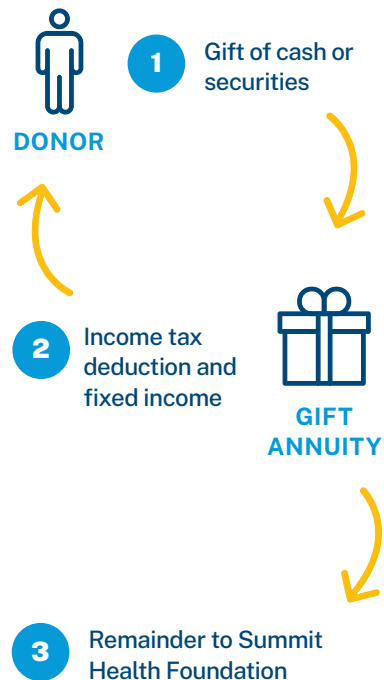 1
Gift of cash or
securities
DONOR
2
Income tax
deduction and
fixed income
GIFT
ANNUITY
3
Remainder to Summit
Health Foundation